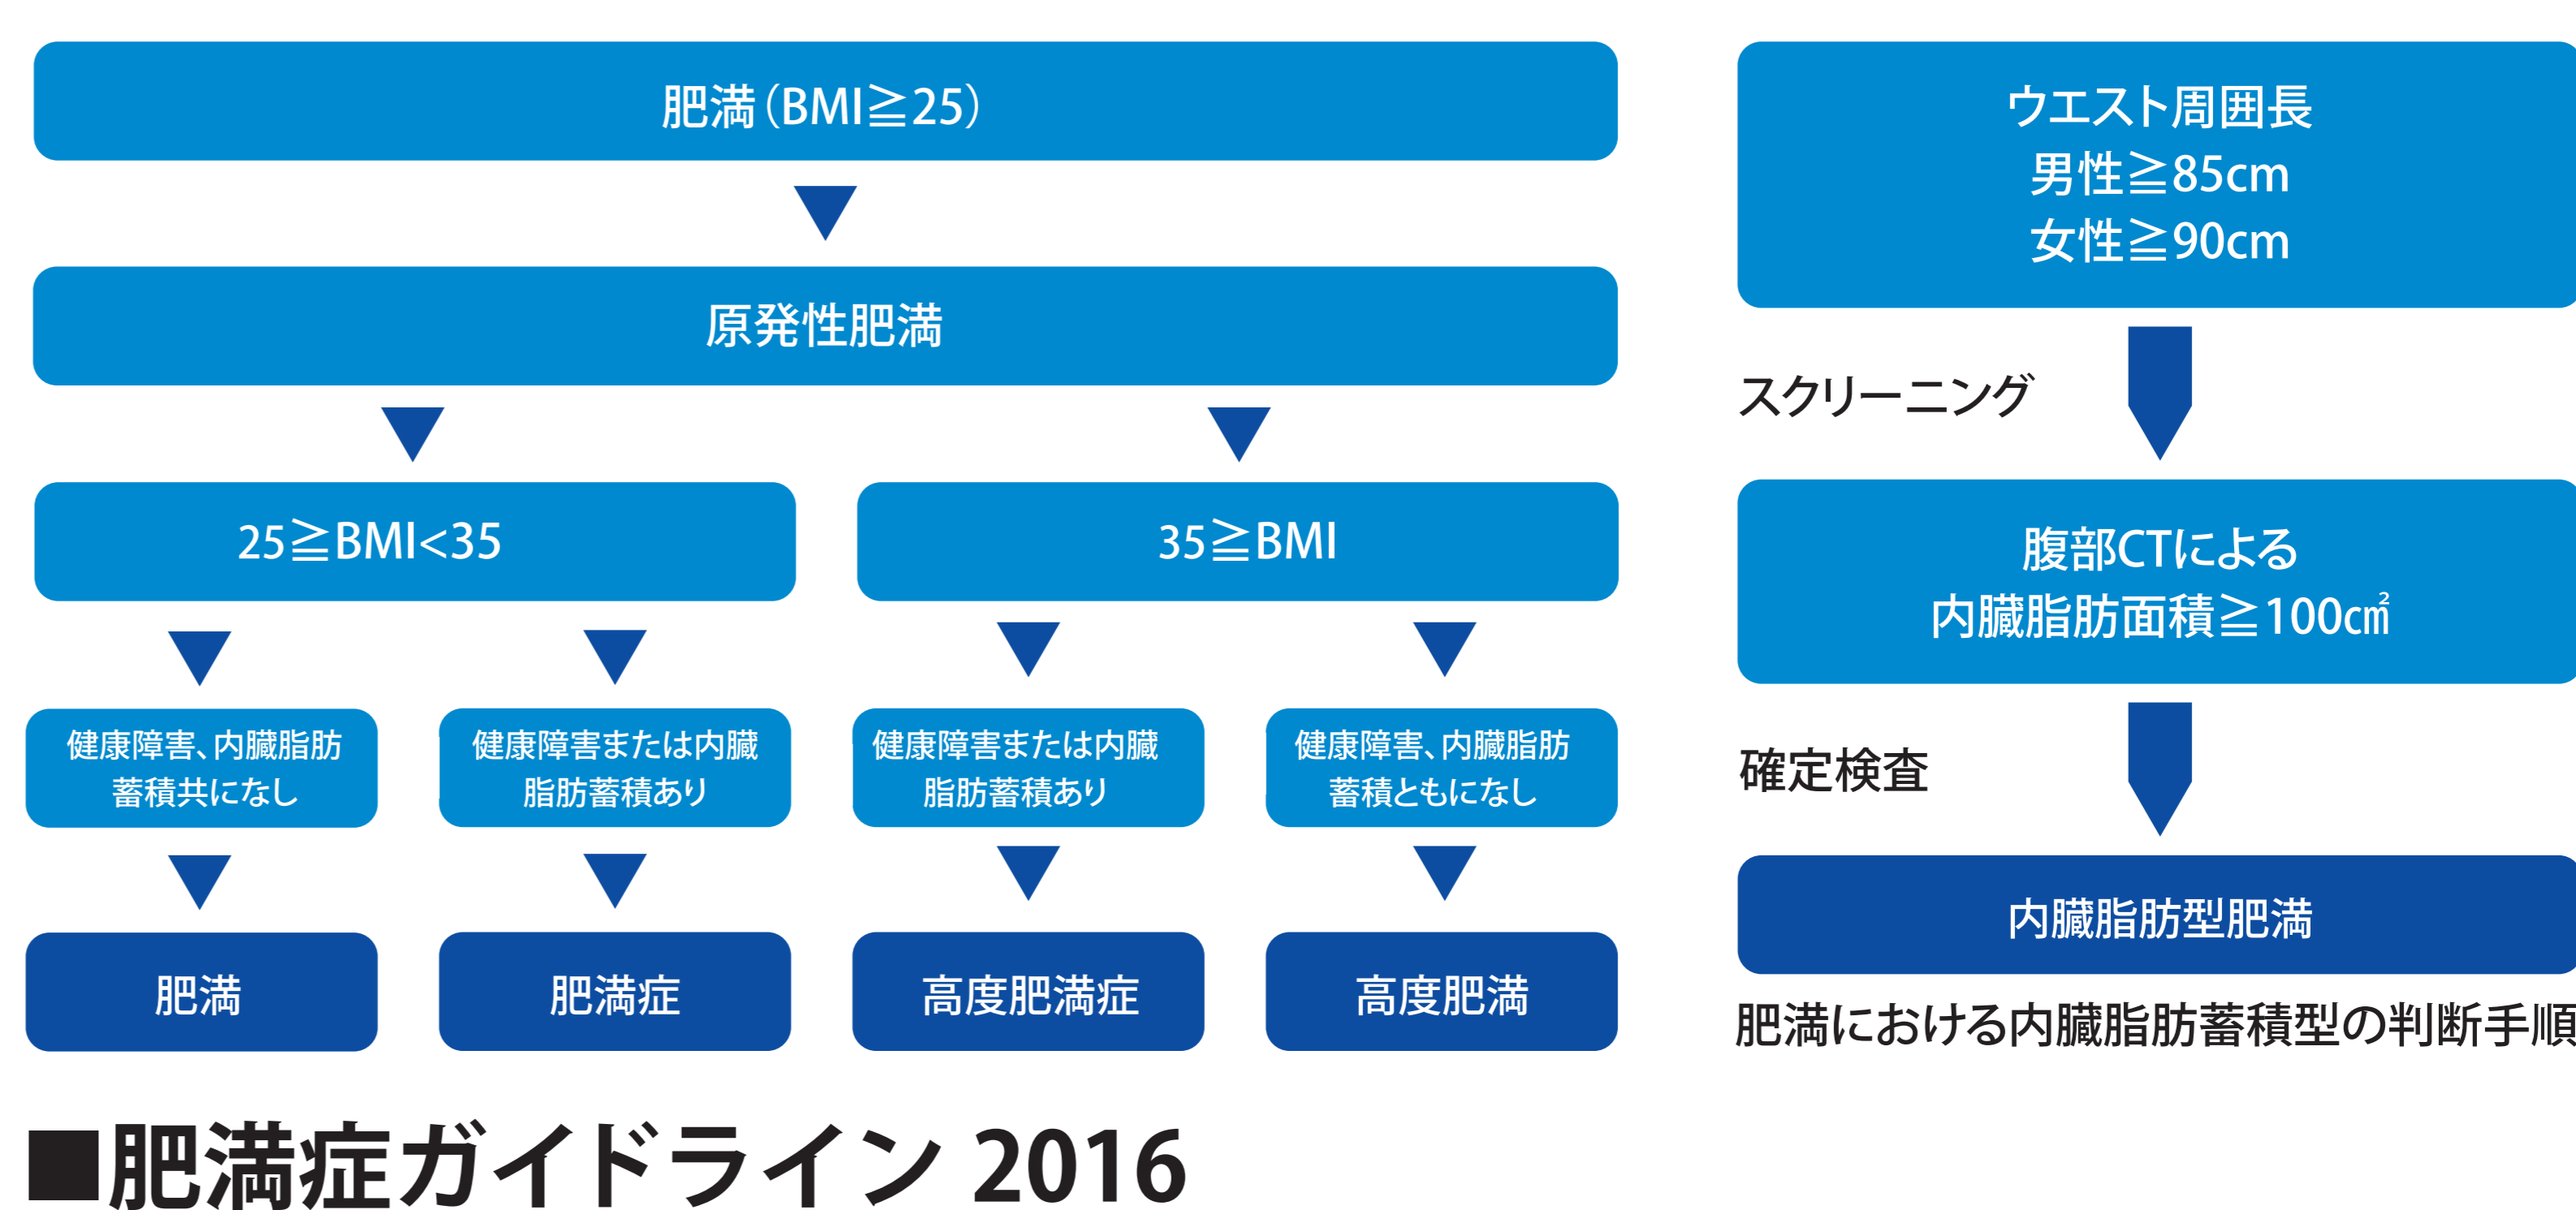 肥満（BMI≧25）
原発性肥満
25≧BMI<35
35≧BMI
健康障害、内臓脂肪
蓄積共になし
健康障害または内臓
脂肪蓄積あり
健康障害または内臓
脂肪蓄積あり
健康障害、内臓脂肪
蓄積ともになし
肥満
肥満症
高度肥満症
高度肥満
ウエスト周囲長
男性≧85cm
女性≧90cm
スクリーニング
腹部CTによる
内臓脂肪面積≧100㎠
確定検査
内臓脂肪型肥満
肥満における内臓脂肪蓄積型の判断手順
■肥満症ガイドライン 2016